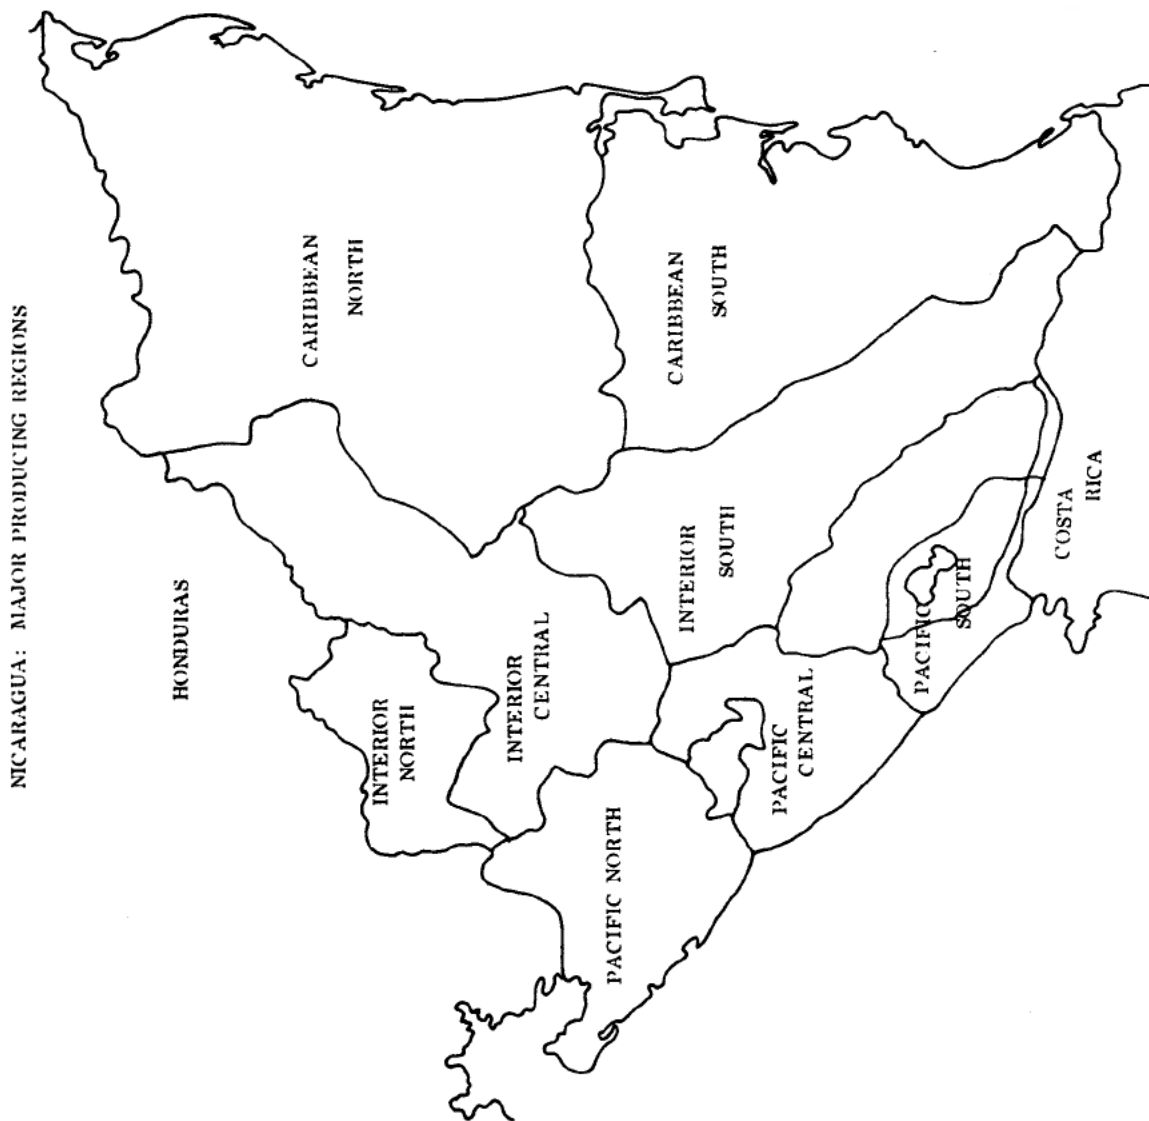 NICARAGUA: MAJOR PRODUCING REGIONS
HONDURAS
CARIBBEAN
NORTH
INTERIOR
NORTH
INTERIOR
CENTRAL
PACIFIC NORTH
CARIBBEAN
SOUTH
INTERIOR
SOUTH
PACIFIC
CENTRAL
PACIFIC
SOUTH
COSTA
RICA